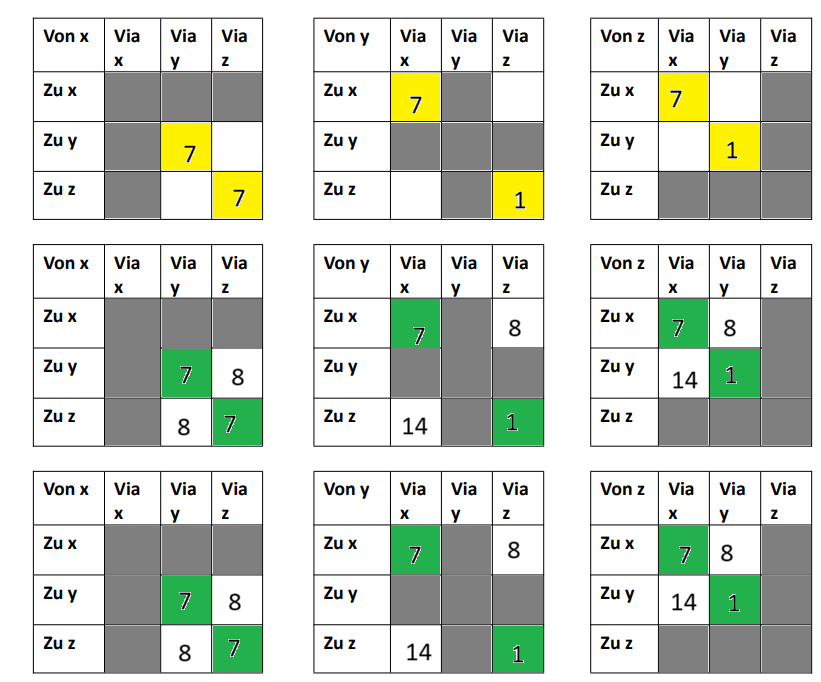 Von x Via x Via y Via z
Zu x
Zu y 7
Zu z 7
Von y Via x Via y Via z
Zu x 7
Zu y
Zu z 1
Von z Via x Via y Via z
Zu x 7
Zu y 1
Zu z
Von x Via x Via y Via z
Zu x
Zu y 7 8
Zu z 8 7
Von y Via x Via y Via z
Zu x 7 8
Zu y
Zu z 14 1
Von z Via x Via y Via z
Zu x 7 8
Zu y 14 1
Zu z
Von x Via x Via y Via z
Zu x
Zu y 7 8
Zu z 8 7
Von y Via x Via y Via z
Zu x 7 8
Zu y
Zu z 14 1
Von z Via x Via y Via z
Zu x 7 8
Zu y 14 1
Zu z